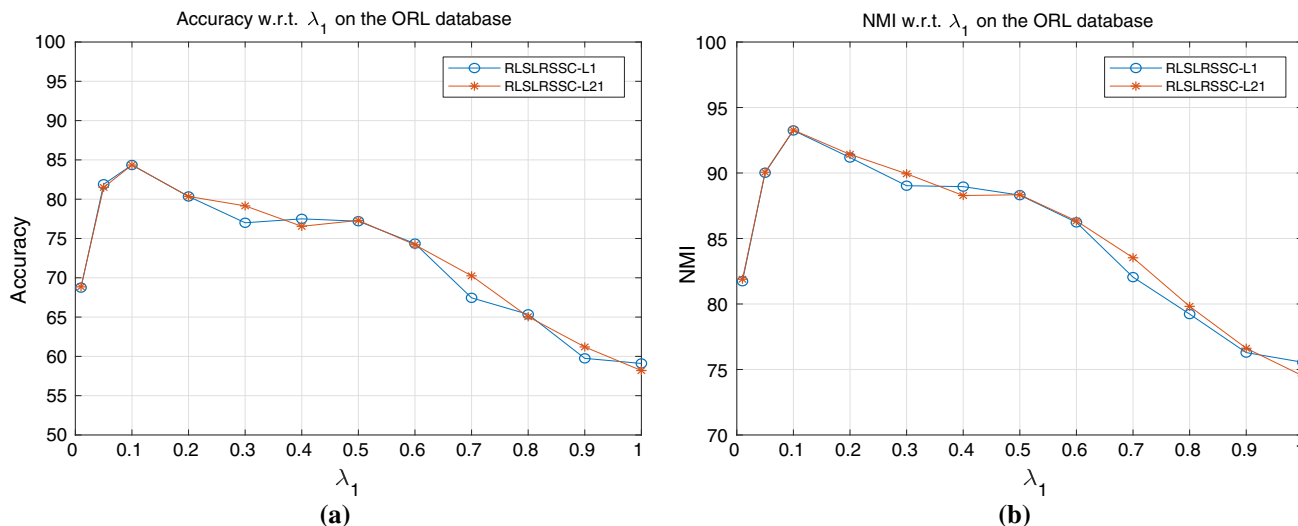 Accuracy w.r.t. λ1 on the ORL database
100
95
90
85
80
75
70
65
60
55
50
Accuracy
RLSLRSSC-L1
RLSLRSSC-L21
0 0.1 0.2 0.3 0.4 0.5 0.6 0.7 0.8 0.9 1
λ1
(a)
NMI w.r.t. λ1 on the ORL database
100
95
90
85
80
75
70
NMI
RLSLRSSC-L1
RLSLRSSC-L21
0 0.1 0.2 0.3 0.4 0.5 0.6 0.7 0.8 0.9
λ1
(b)